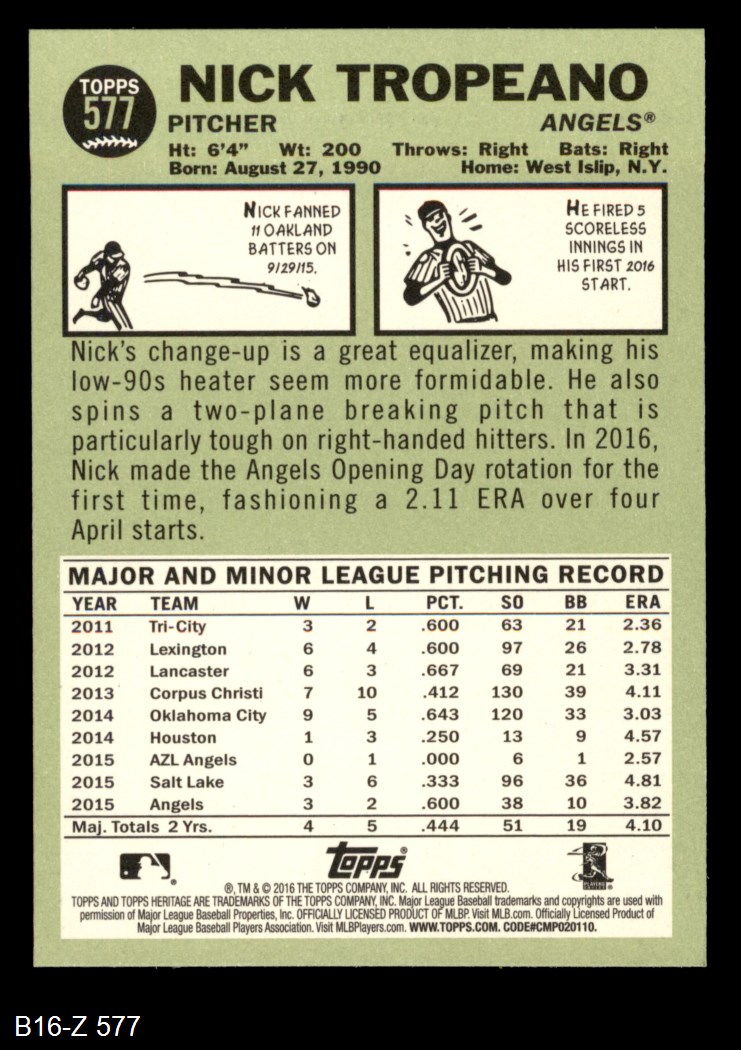 TOPPS
577
NICK TROPEANO
PITCHER ANGELS®
Ht: 6'4" Wt: 200 Throws: Right Bats: Right
Born: August 27, 1990 Home: West Islip, N.Y.
NICK FANNED
11 OAKLAND
BATTERS ON
9/29/15.
HE FIRED 5
SCORELESS
INNINGS IN
HIS FIRST 2016
START.
Nick's change-up is a great equalizer, making his
low-90s heater seem more formidable. He also
spins a two-plane breaking pitch that is
particularly tough on right-handed hitters. In 2016,
Nick made the Angels Opening Day rotation for the
first time, fashioning a 2.11 ERA over four
April starts.
MAJOR AND MINOR LEAGUE PITCHING RECORD
YEAR TEAM W L PCT. SO BB ERA
2011 Tri-City 3 2 .600 63 21 2.36
2012 Lexington 6 4 .600 97 26 2.78
2012 Lancaster 6 3 .667 69 21 3.31
2013 Corpus Christi 7 10 .412 130 39 4.11
2014 Oklahoma City 9 5 .643 120 33 3.03
2014 Houston 1 3 .250 13 9 4.57
2015 AZL Angels 0 1 .000 6 1 2.57
2015 Salt Lake 3 6 .333 96 36 4.81
2015 Angels 3 2 .600 38 10 3.82
Maj. Totals 2 Yrs. 4 5 .444 51 19 4.10
Topps®
®, TM & © 2016 THE TOPPS COMPANY, INC. ALL RIGHTS RESERVED.
TOPPS AND TOPPS HERITAGE ARE TRADEMARKS OF THE TOPPS COMPANY, INC. Major League Baseball trademarks and copyrights are used with
permission of Major League Baseball Properties, Inc. OFFICIALLY LICENSED PRODUCT OF MLBP. Visit MLB.com. Officially Licensed Product of
Major League Baseball Players Association. Visit MLBPlayers.com. WWW.TOPPS.COM. CODE#CMP020110.
B16-Z 577